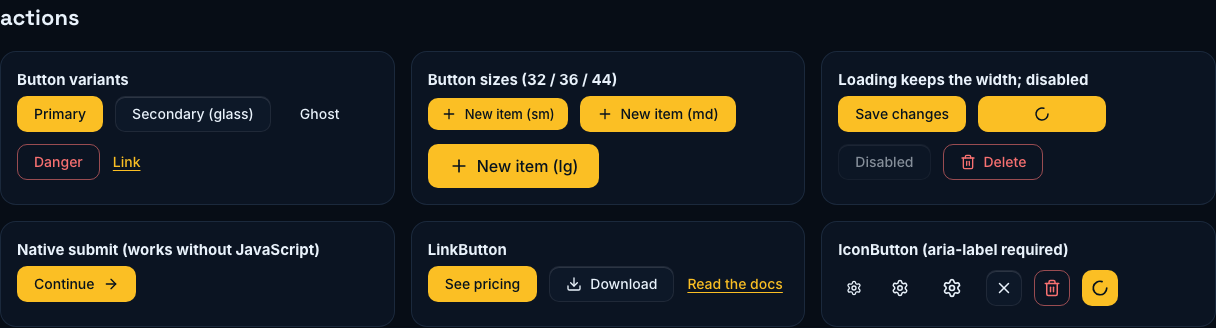 actions
Button variants
Primary
Secondary (glass)
Ghost
Danger
Link
Button sizes (32 / 36 / 44)
New item (sm)
New item (md)
New item (lg)
Loading keeps the width; disabled
Save changes
Disabled
Delete
Native submit (works without JavaScript)
Continue
LinkButton
See pricing
Download
Read the docs
IconButton (aria-label required)